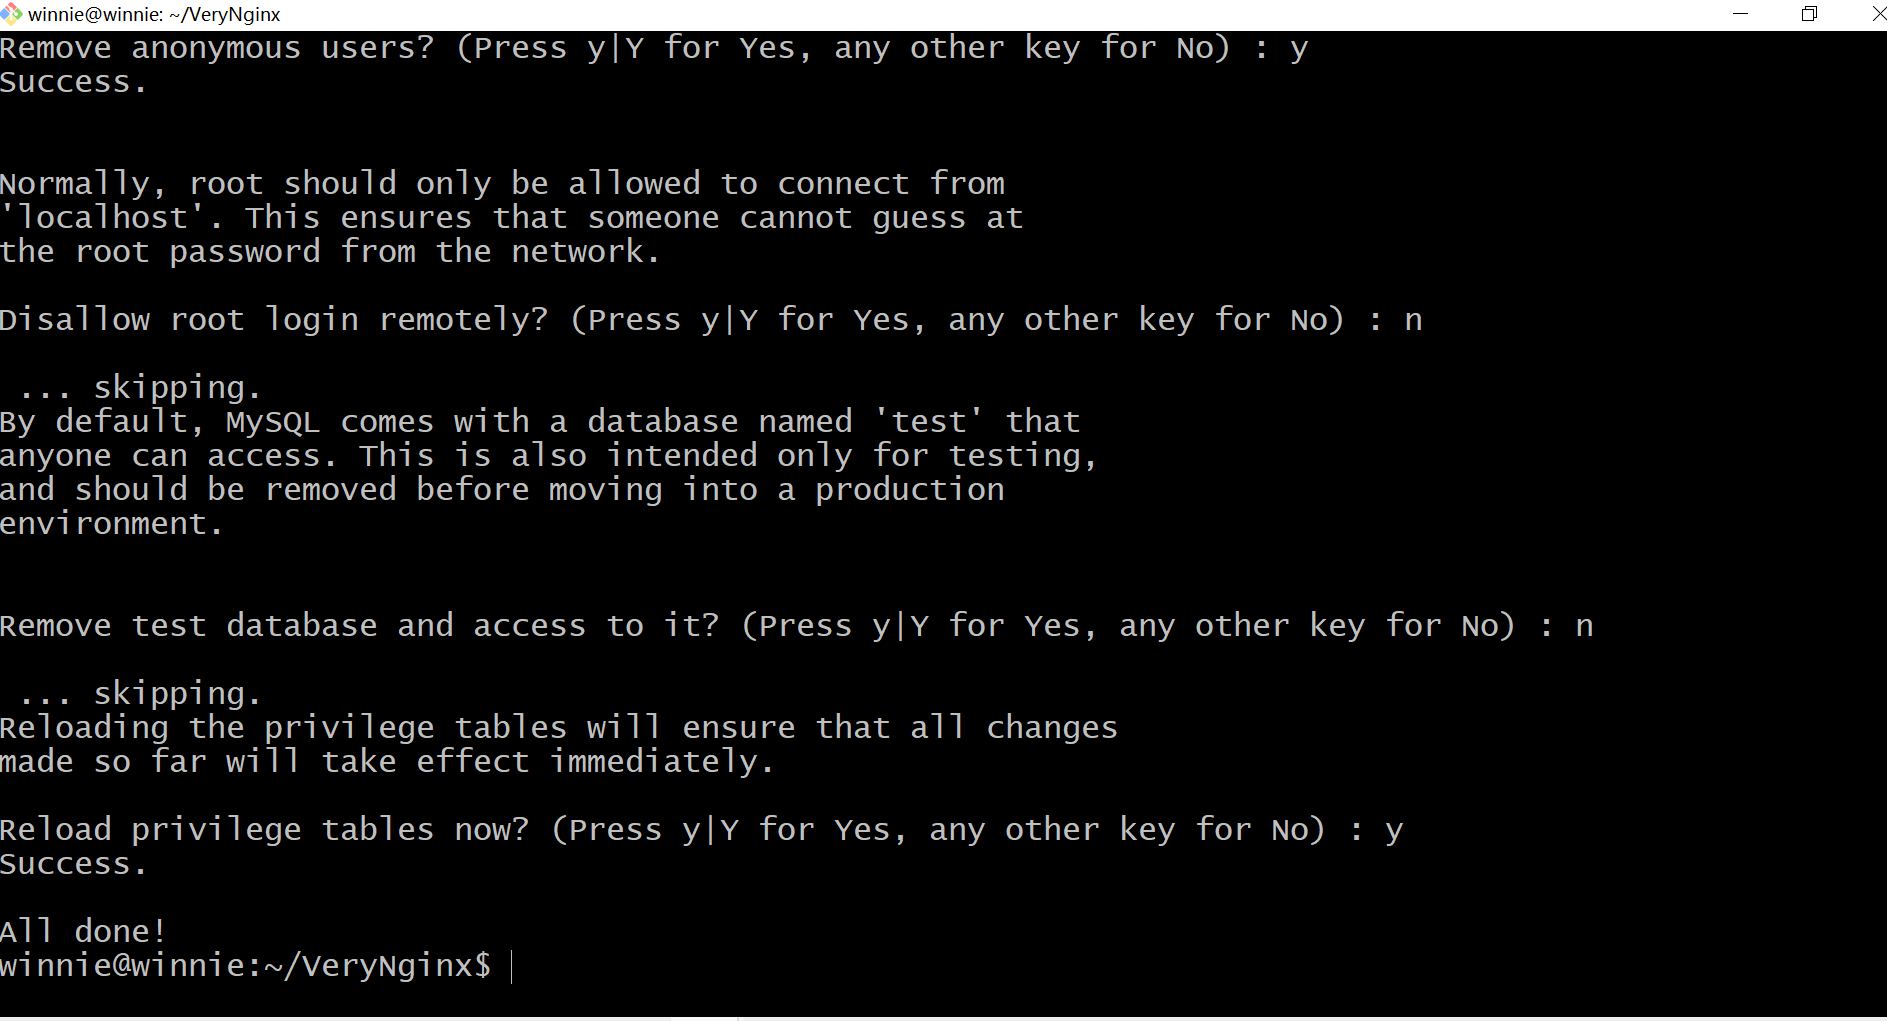 winnie@winnie: ~/VeryNginx
Remove anonymous users? (Press y|Y for Yes, any other key for No) : y
Success.
Normally, root should only be allowed to connect from
'localhost'. This ensures that someone cannot guess at
the root password from the network.
Disallow root login remotely? (Press y|Y for Yes, any other key for No) : n
... skipping.
By default, MySQL comes with a database named 'test' that
anyone can access. This is also intended only for testing,
and should be removed before moving into a production
environment.
Remove test database and access to it? (Press y|Y for Yes, any other key for No) : n
... skipping.
Reloading the privilege tables will ensure that all changes
made so far will take effect immediately.
Reload privilege tables now? (Press y|Y for Yes, any other key for No) : y
Success.
All done!
winnie@winnie:~/VeryNginx$